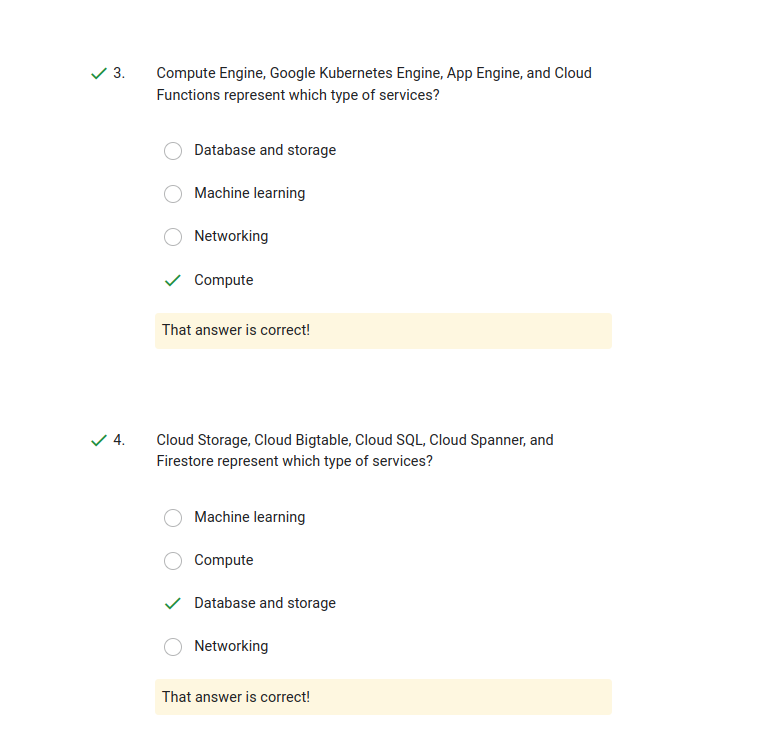 3. Compute Engine, Google Kubernetes Engine, App Engine, and Cloud
Functions represent which type of services?
Database and storage
Machine learning
Networking
Compute
That answer is correct!
4. Cloud Storage, Cloud Bigtable, Cloud SQL, Cloud Spanner, and
Firestore represent which type of services?
Machine learning
Compute
Database and storage
Networking
That answer is correct!